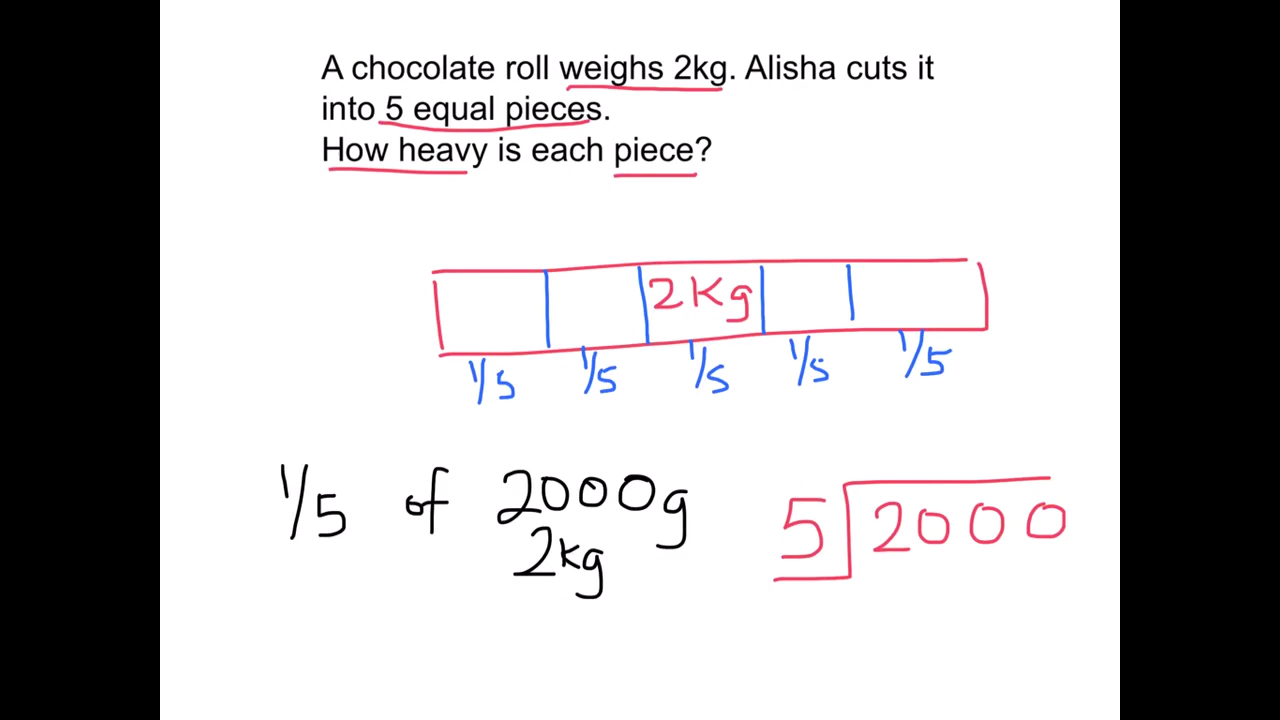 A chocolate roll weighs 2kg. Alisha cuts it
into 5 equal pieces.
How heavy is each piece?
2Kg
1/5 1/5 1/5 1/5 1/5
1/5 of 2000g
2kg
5 2000